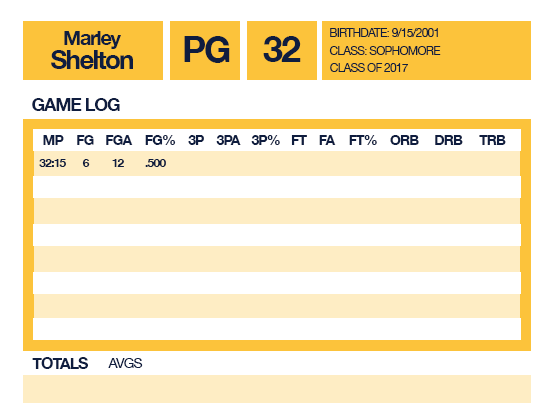 Marley
Shelton
PG
32
BIRTHDATE: 9/15/2001
CLASS: SOPHOMORE
CLASS OF 2017
GAME LOG
MP FG FGA FG% 3P 3PA 3P% FT FA FT% ORB DRB TRB
32:15 6 12 .500
TOTALS AVGS